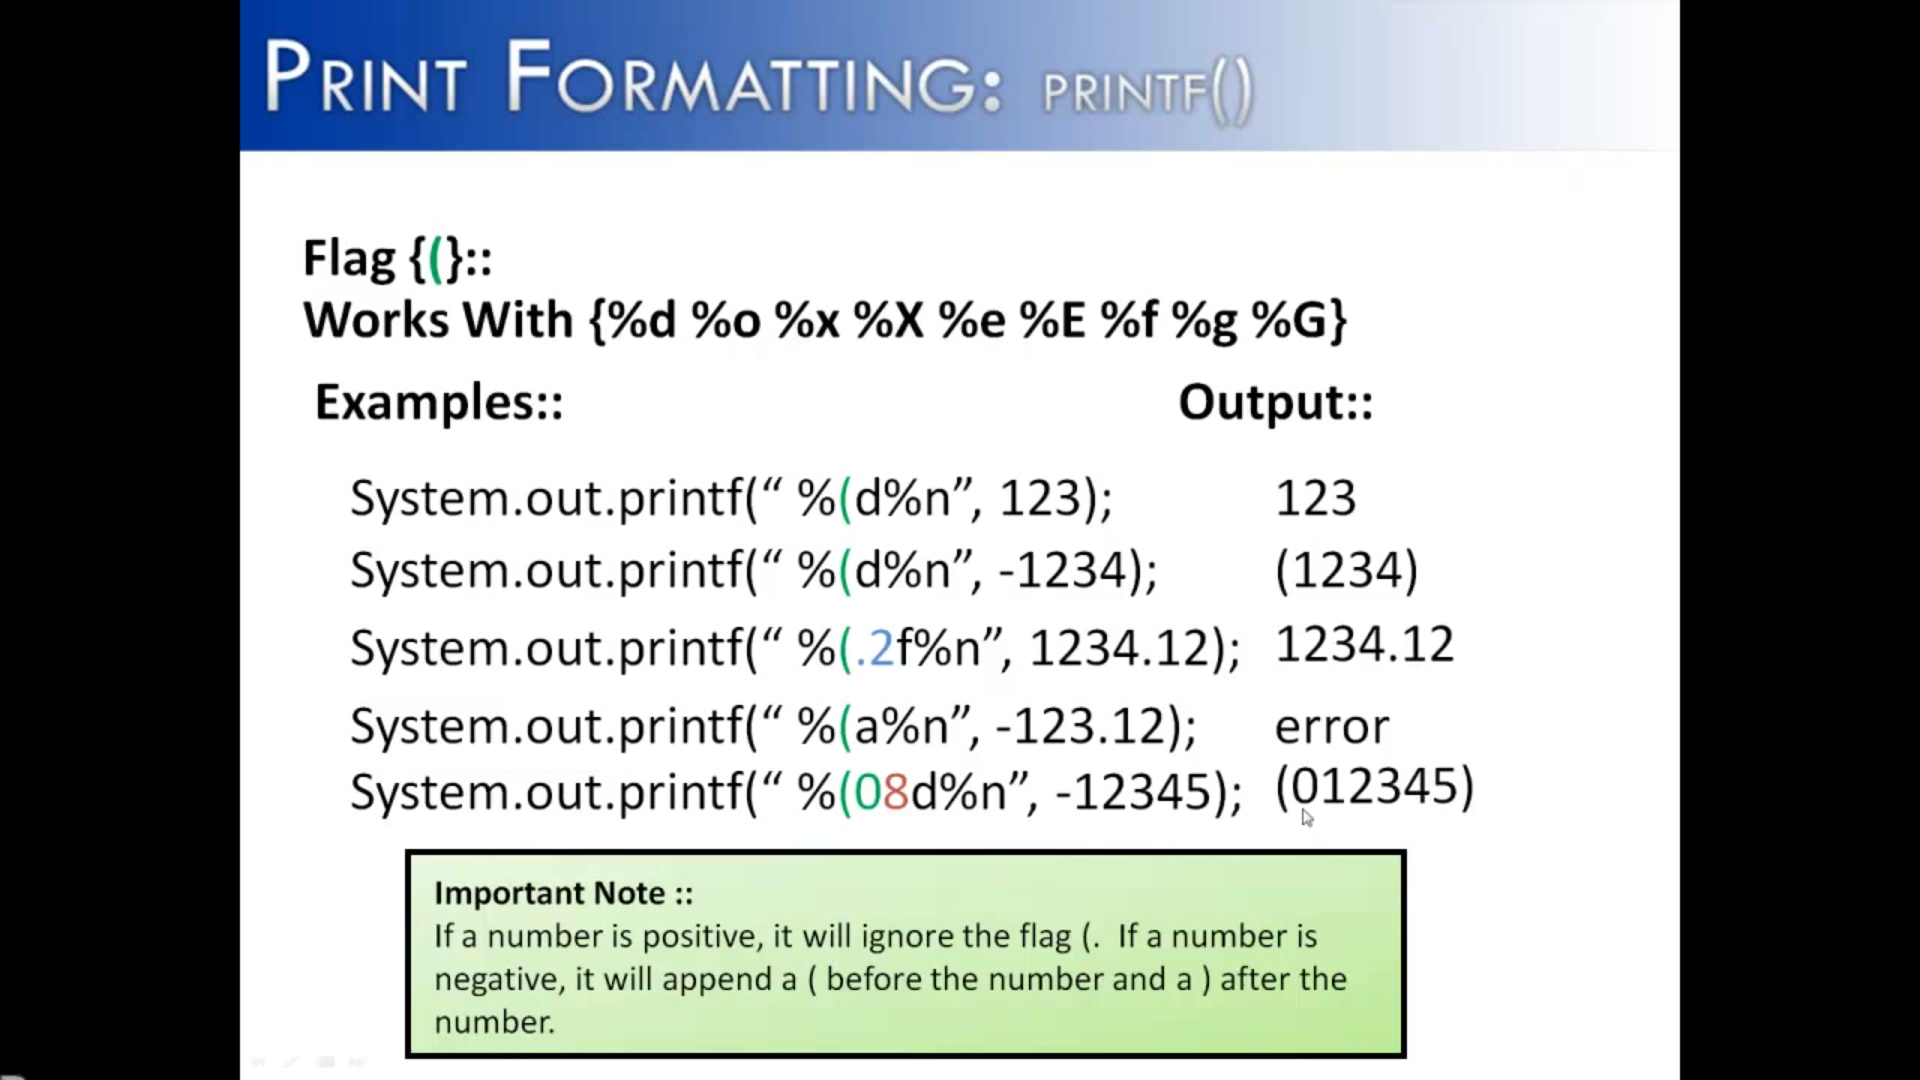 PRINT FORMATTING: PRINTF()
Flag {(}::
Works With {%d %o %x %X %e %E %f %g %G}
Examples:: Output::
System.out.printf(“ %(d%n”, 123); 123
System.out.printf(“ %(d%n”, -1234); (1234)
System.out.printf(“ %(.2f%n”, 1234.12); 1234.12
System.out.printf(“ %(a%n”, -123.12); error
System.out.printf(“ %(08d%n”, -12345); (012345)
Important Note ::
If a number is positive, it will ignore the flag (. If a number is
negative, it will append a ( before the number and a ) after the
number.